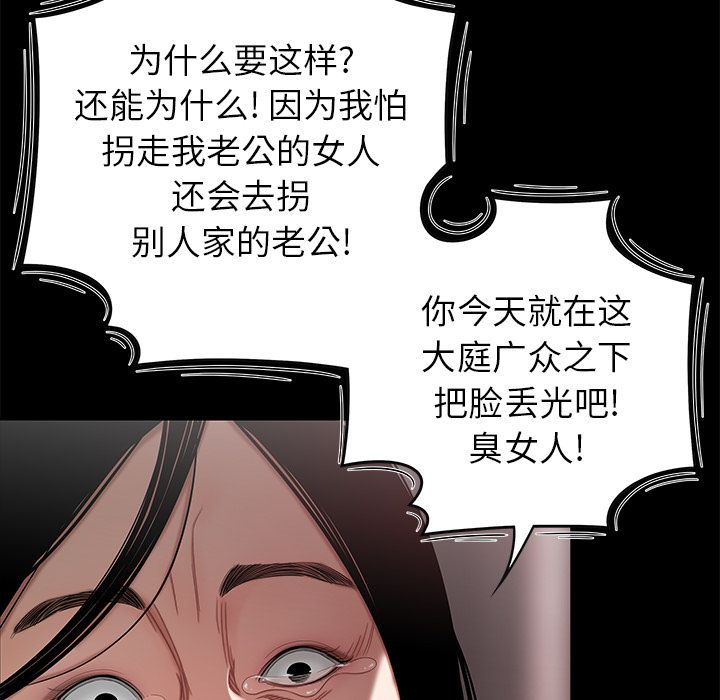 为什么要这样?
还能为什么! 因为我怕
拐走我老公的女人
还会去拐
别人家的老公!
你今天就在这
大庭广众之下
把脸丢光吧!
臭女人!